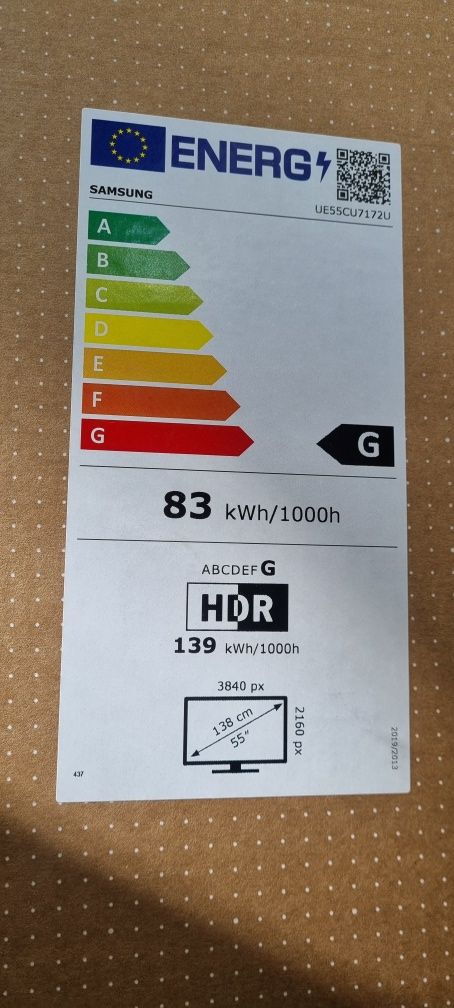 ENERG
SAMSUNG
UE55CU7172U
A
B
C
D
E
F
G
G
83 kWh/1000h
ABCDEFG
HDR
139 kWh/1000h
3840 px
138 cm
55"
2160 px
2019/2013
437